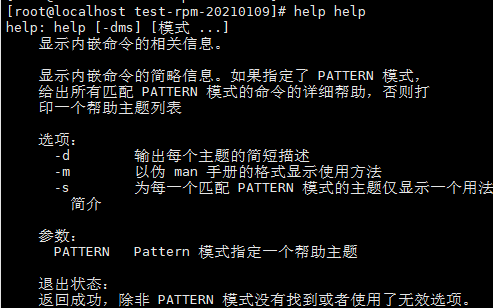 [root@localhost test-rpm-20210109]# help help
help: help [-dms] [模式 ...]
显示内嵌命令的相关信息。
显示内嵌命令的简略信息。如果指定了 PATTERN 模式，
给出所有匹配 PATTERN 模式的命令的详细帮助，否则打
印一个帮助主题列表
选项：
-d 输出每个主题的简短描述
-m 以伪 man 手册的格式显示使用方法
-s 为每一个匹配 PATTERN 模式的主题仅显示一个用法
简介
参数：
PATTERN Pattern 模式指定一个帮助主题
退出状态：
返回成功，除非 PATTERN 模式没有找到或者使用了无效选项。